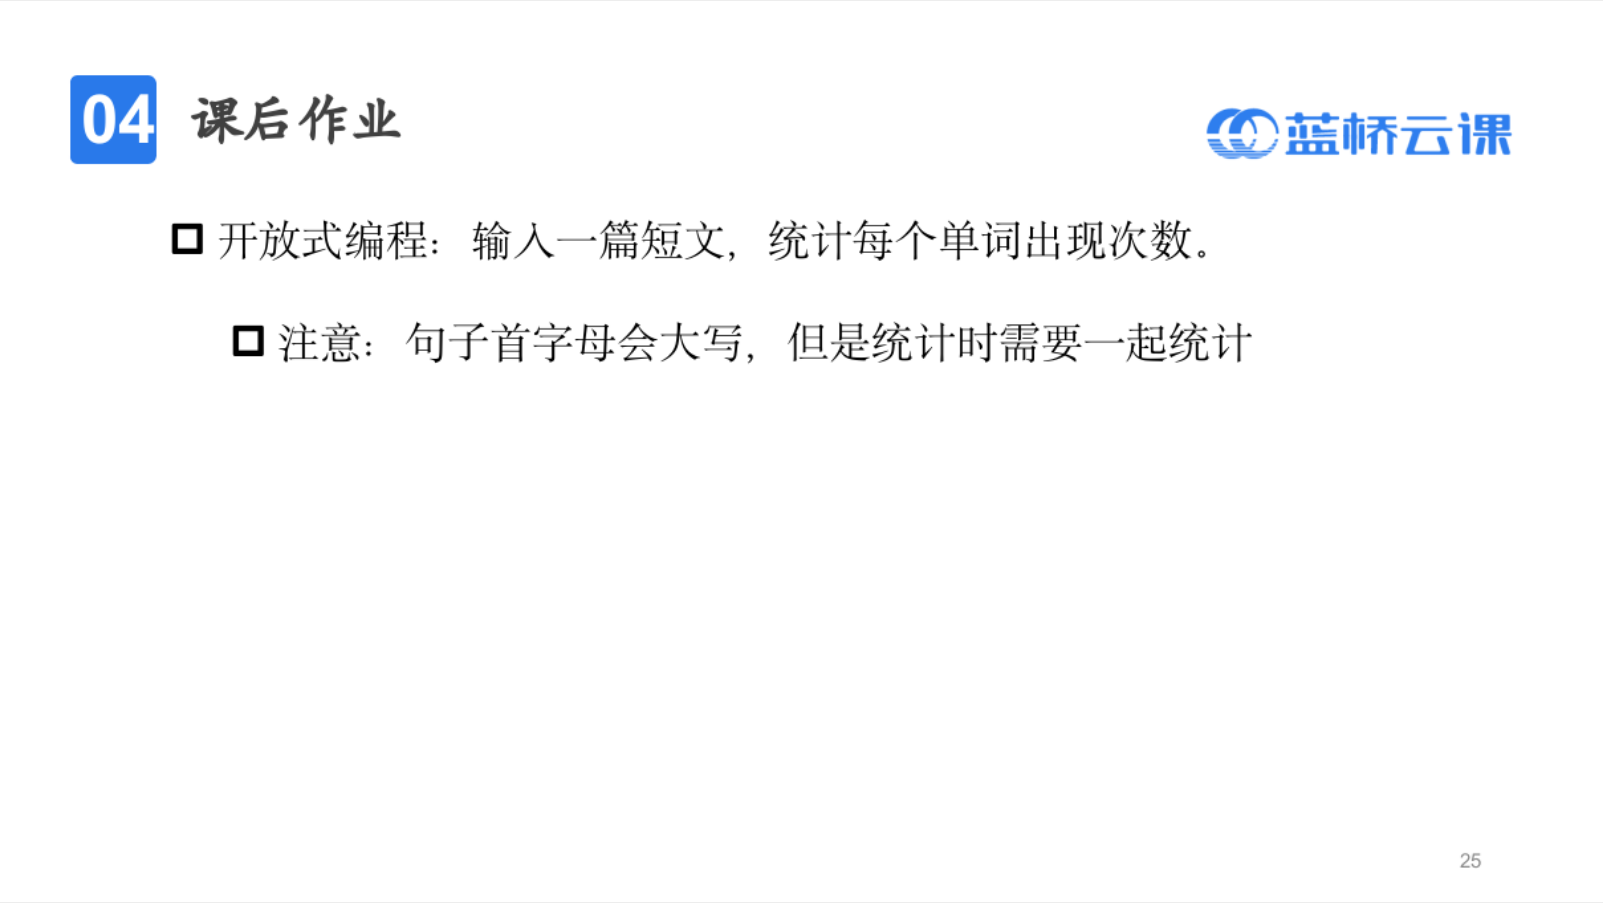 04 课后作业
蓝桥云课
开放式编程：输入一篇短文，统计每个单词出现次数。
注意：句子首字母会大写，但是统计时需要一起统计
25